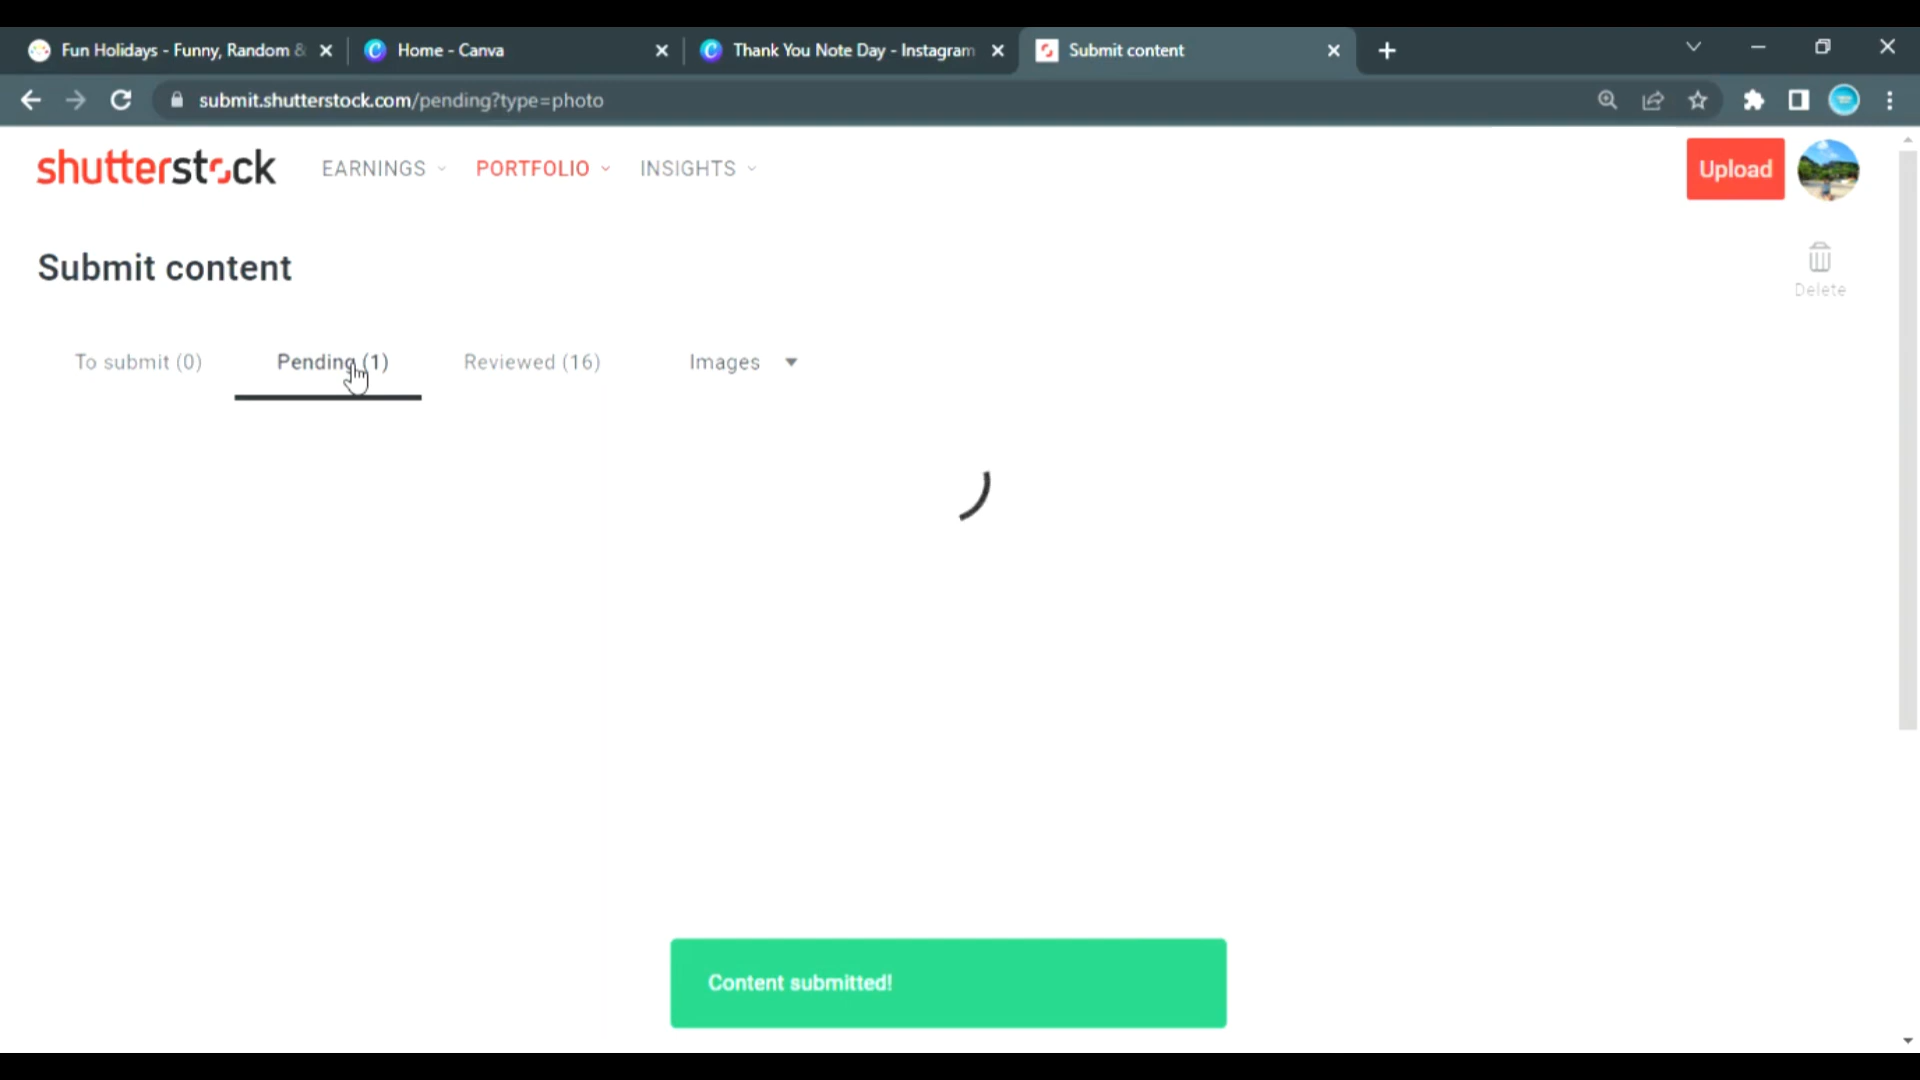 Fun Holidays - Funny, Random &
Home - Canva
Thank You Note Day - Instagram
Submit content
submit.shutterstock.com/pending?type=photo
shutterstock
EARNINGS
PORTFOLIO
INSIGHTS
Upload
Submit content
Delete
To submit (0)
Pending (1)
Reviewed (16)
Images
Content submitted!